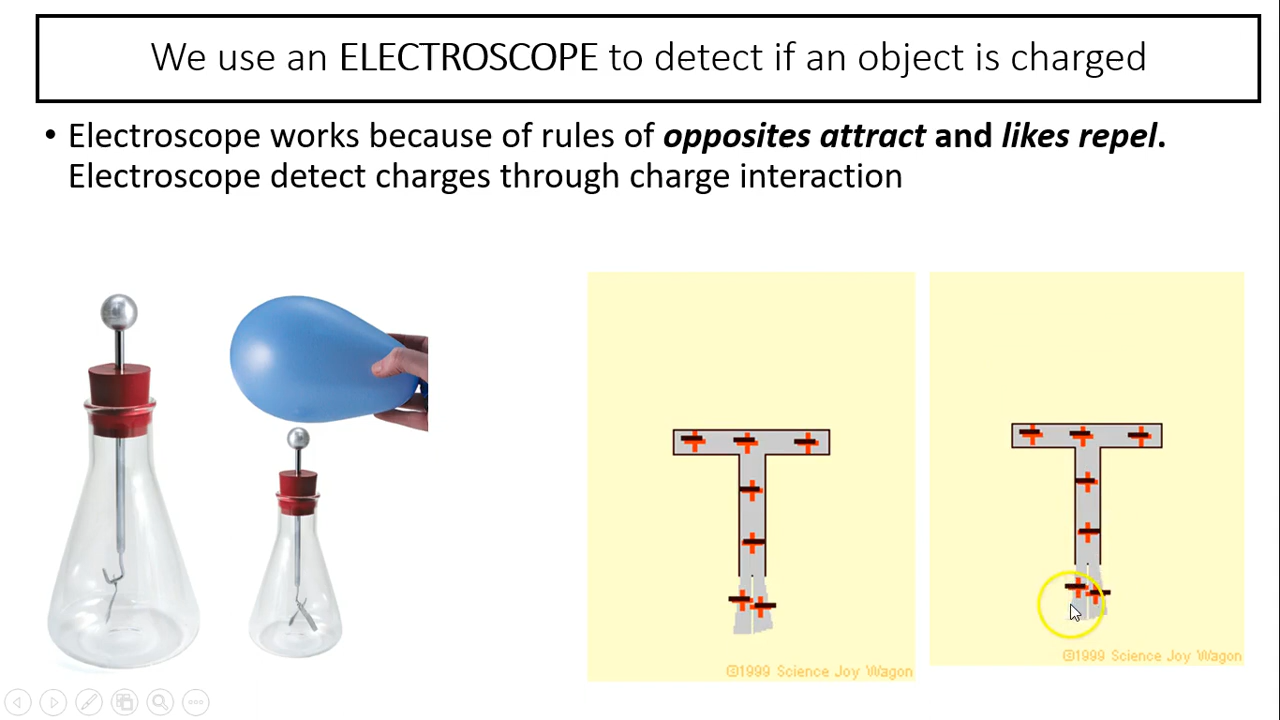 We use an ELECTROSCOPE to detect if an object is charged
• Electroscope works because of rules of opposites attract and likes repel.
Electroscope detect charges through charge interaction
©1999 Science Joy Wagon
©1999 Science Joy Wagon